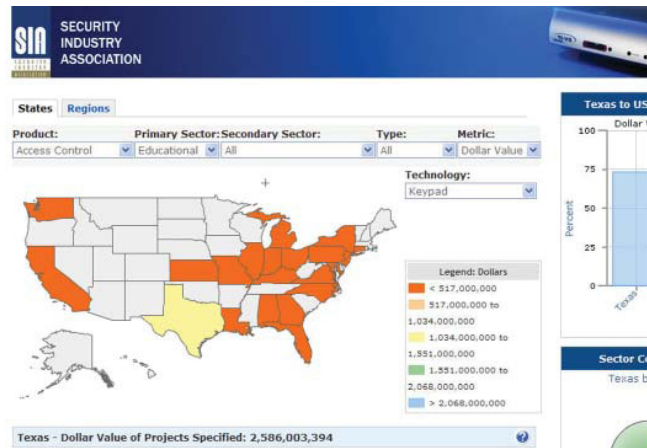 SIA
SECURITY
INDUSTRY
ASSOCIATION
States Regions
Product: Primary Sector: Secondary Sector: Type: Metric:
Access Control Educational All All Dollar Value
Technology:
Keypad
Legend: Dollars
< 517,000,000
517,000,000 to
1,034,000,000
1,034,000,000 to
1,551,000,000
1,551,000,000 to
2,068,000,000
> 2,068,000,000
Texas - Dollar Value of Projects Specified: 2,586,003,394
?
Texas to US
Dollar
100
75
50
25
0
Percent
Texas
Sector Co
Texas b